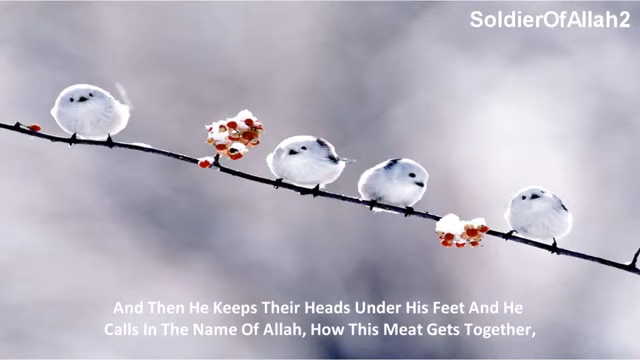 SoldierOfAllah2
And Then He Keeps Their Heads Under His Feet And He
Calls In The Name Of Allah, How This Meat Gets Together,